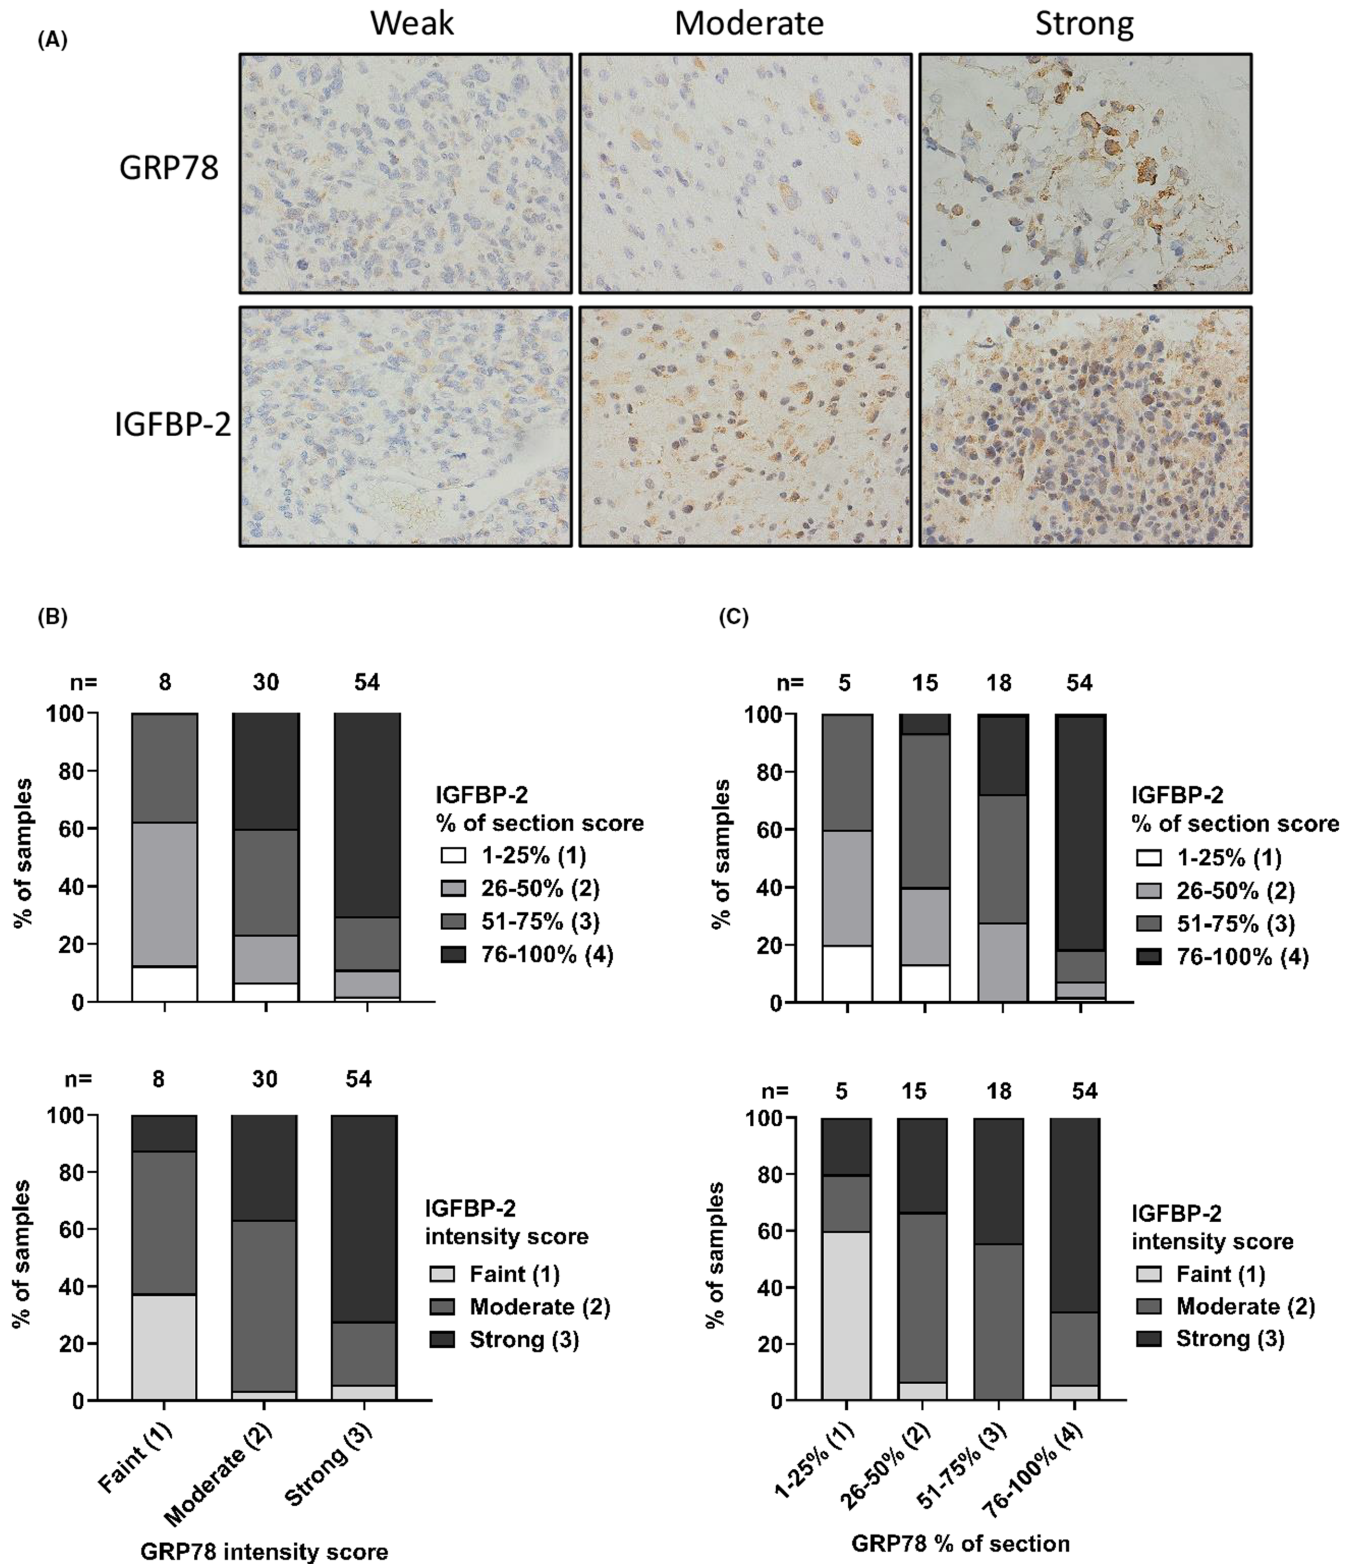 (A)
Weak Moderate Strong
GRP78
IGFBP-2
(B)
n= 8 30 54
100
80
60
40
20
0
% of samples
IGFBP-2
% of section score
1-25% (1)
26-50% (2)
51-75% (3)
76-100% (4)
n= 8 30 54
100
80
60
40
20
0
% of samples
IGFBP-2
intensity score
Faint (1)
Moderate (2)
Strong (3)
Faint (1)
Moderate (2)
Strong (3)
GRP78 intensity score
(C)
n= 5 15 18 54
100
80
60
40
20
0
% of samples
IGFBP-2
% of section score
1-25% (1)
26-50% (2)
51-75% (3)
76-100% (4)
n= 5 15 18 54
100
80
60
40
20
0
% of samples
IGFBP-2
intensity score
Faint (1)
Moderate (2)
Strong (3)
1-25% (1)
26-50% (2)
51-75% (3)
76-100% (4)
GRP78 % of section